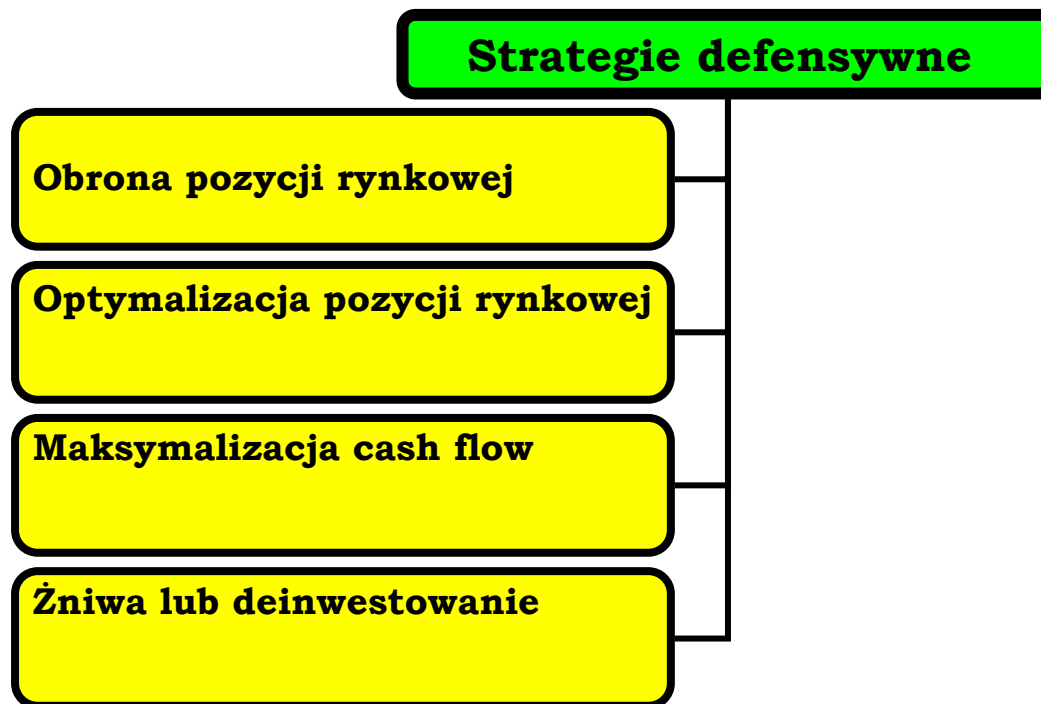 Strategie defensywne
Obrona pozycji rynkowej
Optymalizacja pozycji rynkowej
Maksymalizacja cash flow
Żniwa lub deinwestowanie